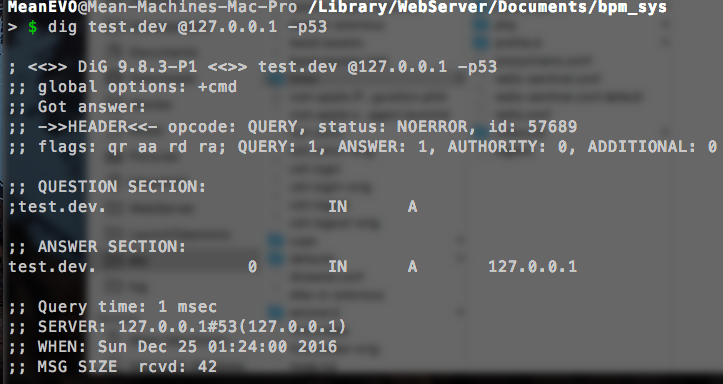 MeanEVO@Mean-Machines-Mac-Pro /Library/WebServer/Documents/bpm_sys
> $ dig test.dev @127.0.0.1 -p53
; <<>> DiG 9.8.3-P1 <<>> test.dev @127.0.0.1 -p53
;; global options: +cmd
;; Got answer:
;; ->>HEADER<<- opcode: QUERY, status: NOERROR, id: 57689
;; flags: qr aa rd ra; QUERY: 1, ANSWER: 1, AUTHORITY: 0, ADDITIONAL: 0
;; QUESTION SECTION:
;test.dev. IN A
;; ANSWER SECTION:
test.dev. 0 IN A 127.0.0.1
;; Query time: 1 msec
;; SERVER: 127.0.0.1#53(127.0.0.1)
;; WHEN: Sun Dec 25 01:24:00 2016
;; MSG SIZE  rcvd: 42